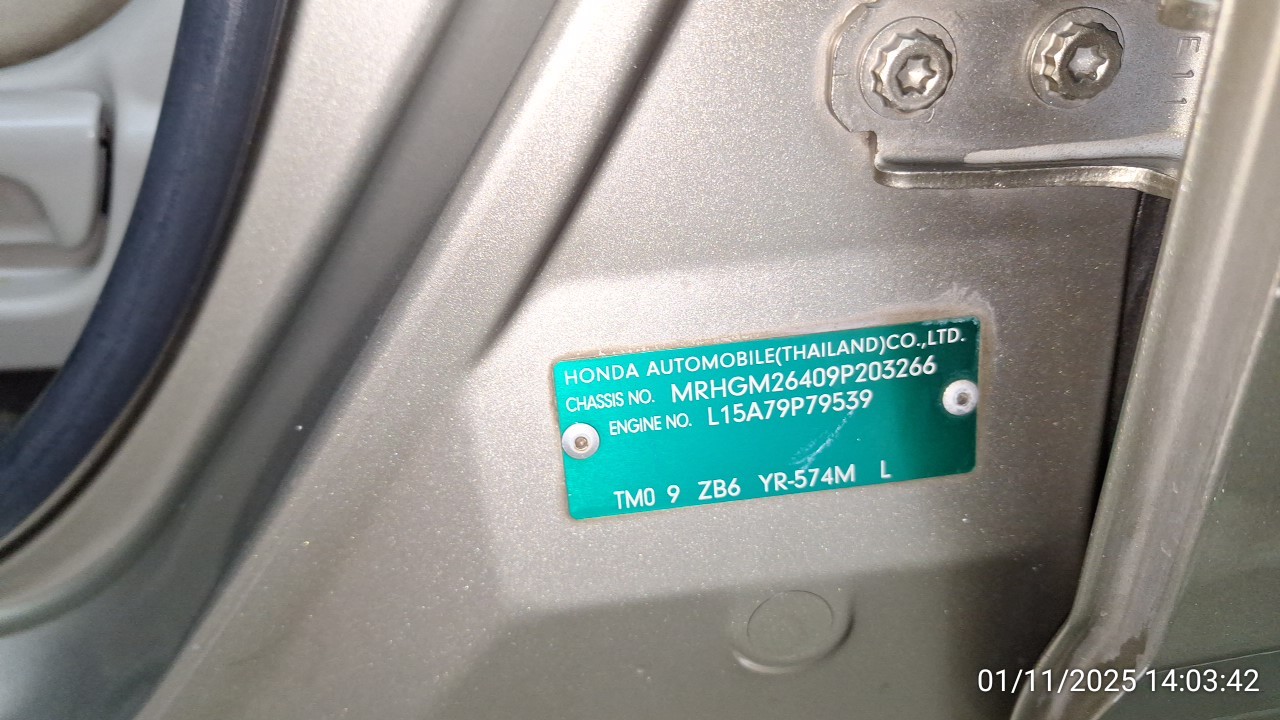 E11
HONDA AUTOMOBILE(THAILAND)CO.,LTD.
CHASSIS NO. MRHGM26409P203266
ENGINE NO. L15A79P79539
TM0 9 ZB6 YR-574M L
01/11/2025 14:03:42